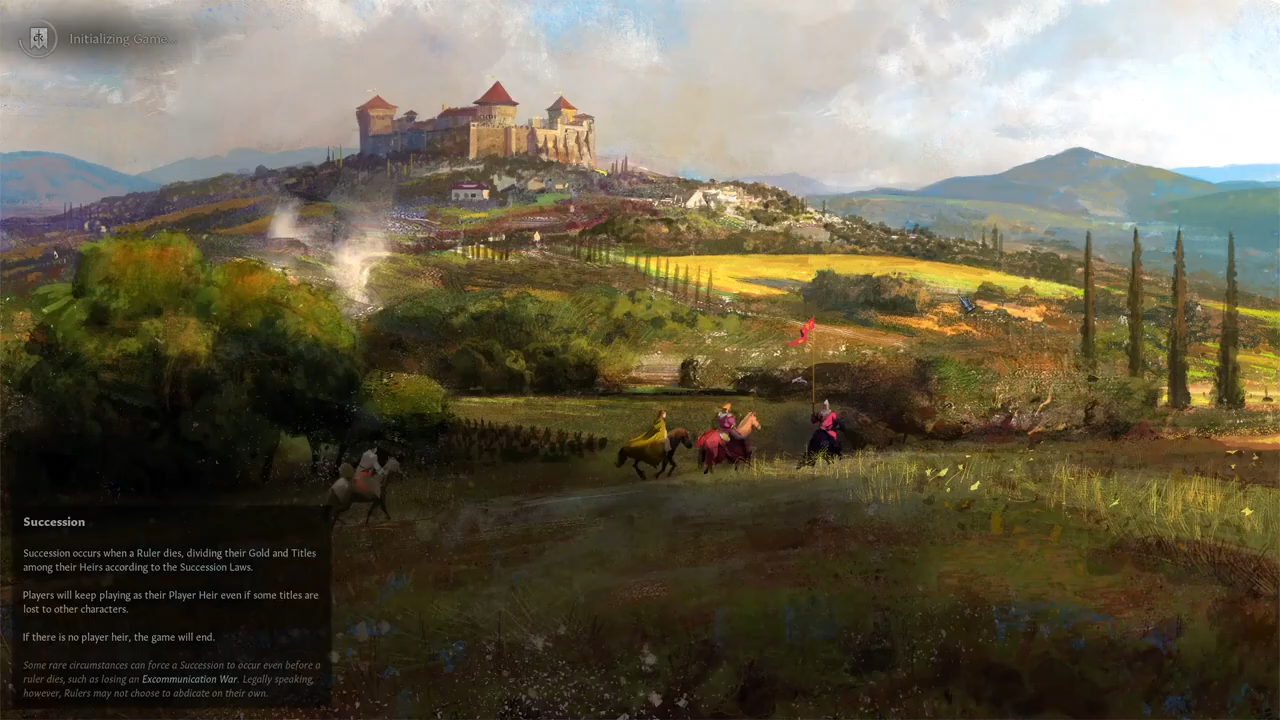 Initializing Game...
Succession
Succession occurs when a Ruler dies, dividing their Gold and Titles
among their Heirs according to the Succession Laws.
Players will keep playing as their Player Heir even if some titles are
lost to other characters.
If there is no player heir, the game will end.
Some rare circumstances can force a Succession to occur even before a
ruler dies, such as losing an Excommunication War. Legally speaking,
however, Rulers may not choose to abdicate on their own.